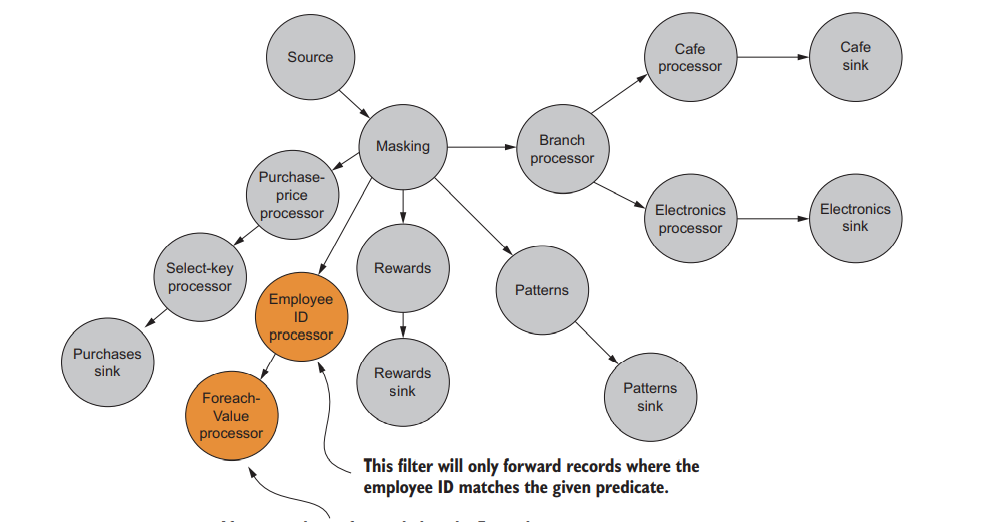 Source
Masking
Purchase-
price
processor
Select-key
processor
Purchases
sink
Employee
ID
processor
Foreach-
Value
processor
Rewards
Rewards
sink
Patterns
Patterns
sink
Branch
processor
Cafe
processor
Cafe
sink
Electronics
processor
Electronics
sink
This filter will only forward records where the
employee ID matches the given predicate.